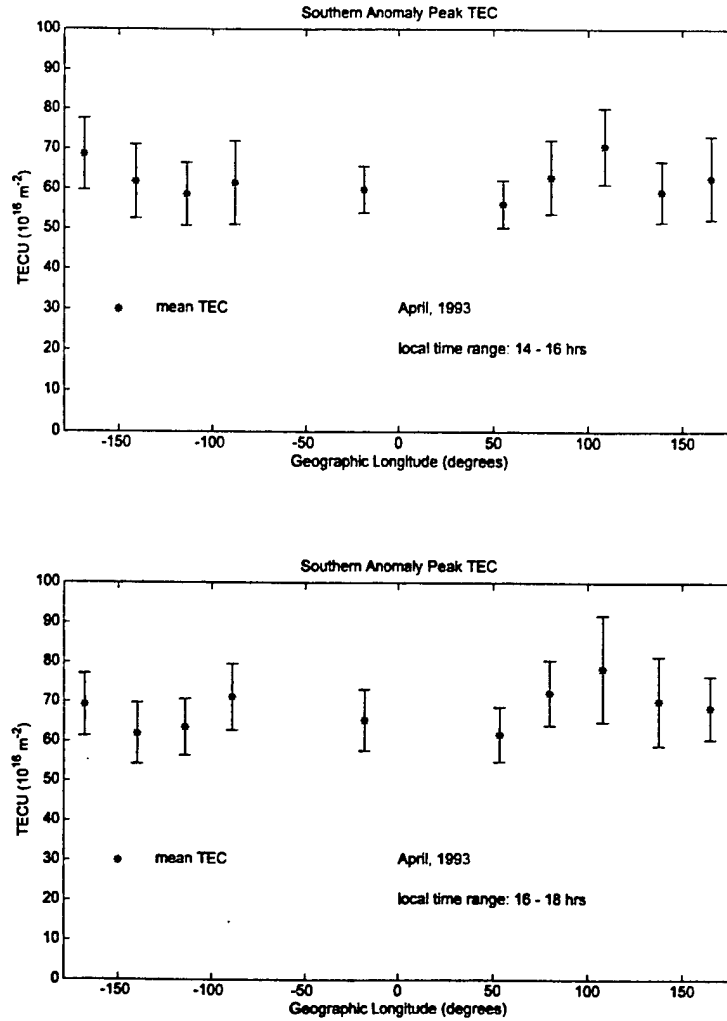 Southern Anomaly Peak TEC
100
90
80
70
60
50
40
30
20
10
0
TECU (10^16 m^-2)
mean TEC
April, 1993
local time range: 14 - 16 hrs
-150 -100 -50 0 50 100 150
Geographic Longitude (degrees)
Southern Anomaly Peak TEC
100
90
80
70
60
50
40
30
20
10
0
TECU (10^16 m^-2)
mean TEC
April, 1993
local time range: 16 - 18 hrs
-150 -100 -50 0 50 100 150
Geographic Longitude (degrees)